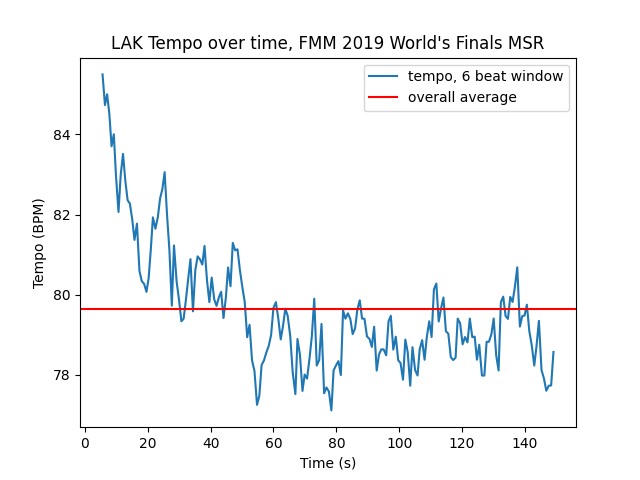 LAK Tempo over time, FMM 2019 World's Finals MSR
tempo, 6 beat window
overall average
Tempo (BPM)
84
82
80
78
0 20 40 60 80 100 120 140
Time (s)